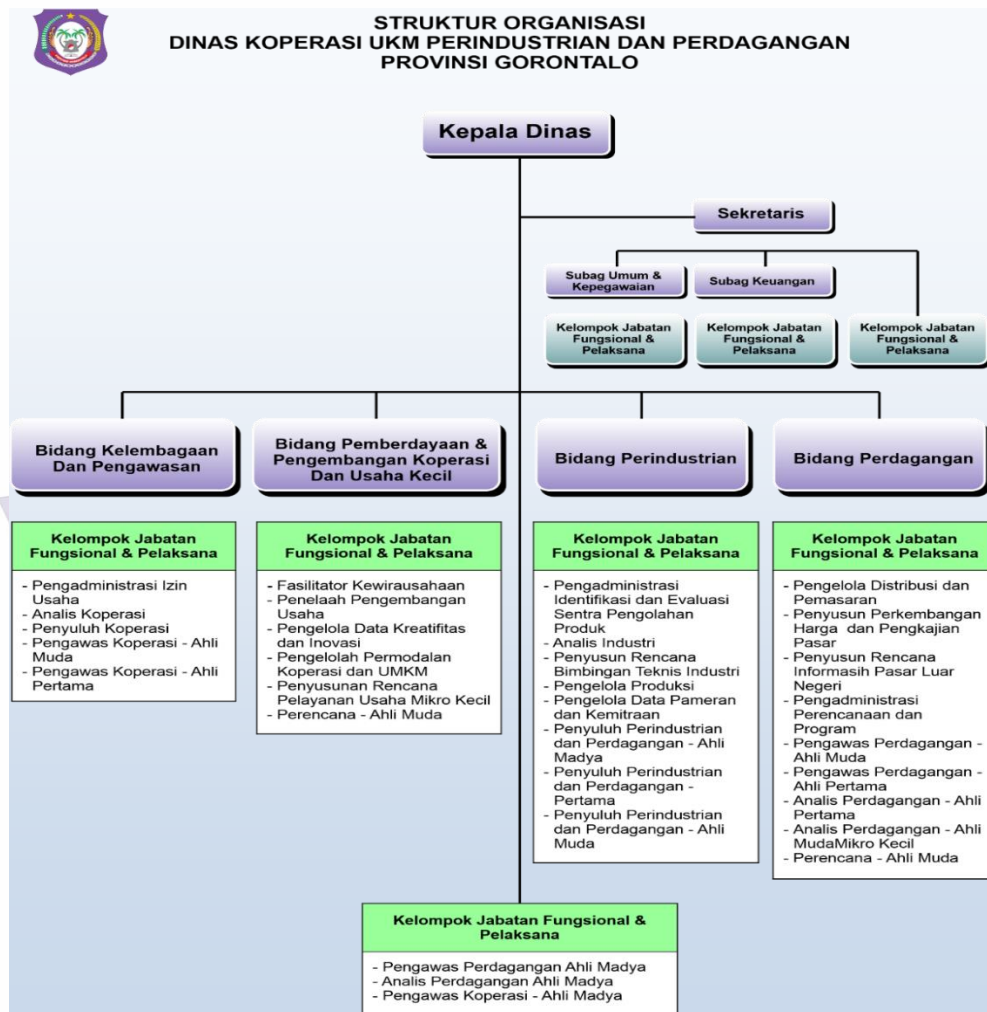 STRUKTUR ORGANISASI
DINAS KOPERASI UKM PERINDUSTRIAN DAN PERDAGANGAN
PROVINSI GORONTALO
Kepala Dinas
Sekretaris
Subag Umum &
Kepegawaian
Subag Keuangan
Kelompok Jabatan
Fungsional &
Pelaksana
Kelompok Jabatan
Fungsional &
Pelaksana
Kelompok Jabatan
Fungsional &
Pelaksana
Bidang Kelembagaan
Dan Pengawasan
Bidang Pemberdayaan &
Pengembangan Koperasi
Dan Usaha Kecil
Bidang Perindustrian
Bidang Perdagangan
Kelompok Jabatan
Fungsional & Pelaksana
- Pengadministrasi Izin
Usaha
- Analis Koperasi
- Penyuluh Koperasi
- Pengawas Koperasi - Ahli
Muda
- Pengawas Koperasi - Ahli
Pertama
Kelompok Jabatan
Fungsional & Pelaksana
- Fasilitator Kewirausahaan
- Penelaah Pengembangan
Usaha
- Pengelola Data Kreatifitas
dan Inovasi
- Pengelolah Permodalan
Koperasi dan UMKM
- Penyusunan Rencana
Pelayanan Usaha Mikro Kecil
- Perencana - Ahli Muda
Kelompok Jabatan
Fungsional & Pelaksana
- Pengadministrasi
Identifikasi dan Evaluasi
Sentra Pengolahan
Produk
- Analis Industri
- Penyusun Rencana
Bimbingan Teknis Industri
- Pengelola Produksi
- Pengelola Data Pameran
dan Kemitraan
- Penyuluh Perindustrian
dan Perdagangan - Ahli
Madya
- Penyuluh Perindustrian
dan Perdagangan -
Pertama
- Penyuluh Perindustrian
dan Perdagangan - Ahli
Muda
Kelompok Jabatan
Fungsional & Pelaksana
- Pengelola Distribusi dan
Pemasaran
- Penyusun Perkembangan
Harga dan Pengkajian
Pasar
- Penyusun Rencana
Informasih Pasar Luar
Negeri
- Pengadministrasi
Perencanaan dan
Program
- Pengawas Perdagangan -
Ahli Muda
- Pengawas Perdagangan -
Ahli Pertama
- Analis Perdagangan - Ahli
Pertama
- Analis Perdagangan - Ahli
MudaMikro Kecil
- Perencana - Ahli Muda
Kelompok Jabatan Fungsional &
Pelaksana
- Pengawas Perdagangan Ahli Madya
- Analis Perdagangan Ahli Madya
- Pengawas Koperasi - Ahli Madya